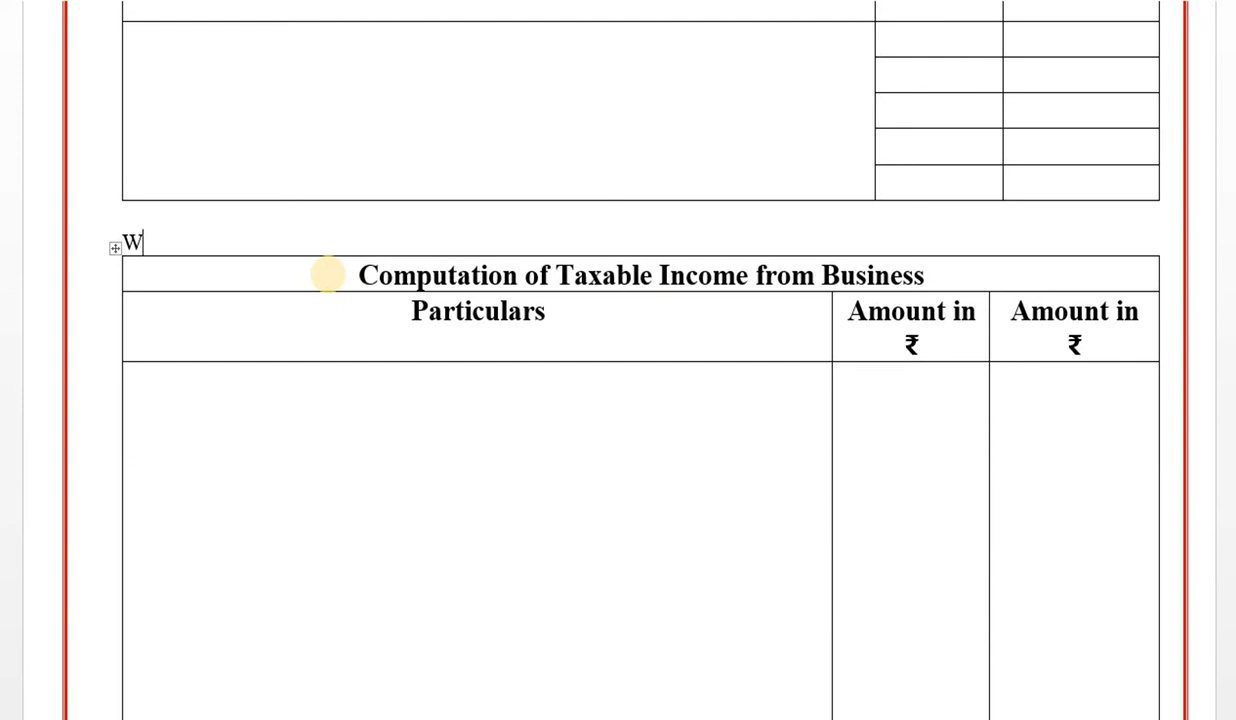 W
Computation of Taxable Income from Business
Particulars
Amount in
₹
Amount in
₹